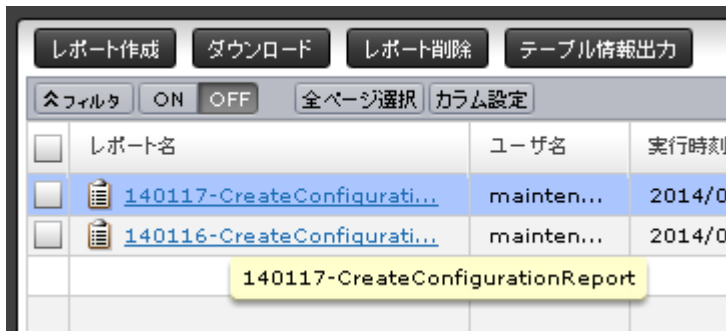 レポート作成 ダウンロード レポート削除 テーブル情報出力
フィルタ ON OFF 全ページ選択 カラム設定
レポート名 ユーザ名 実行時刻
140117-CreateConfigurati... mainten... 2014/0
140116-CreateConfigurati... mainten... 2014/0
140117-CreateConfigurationReport